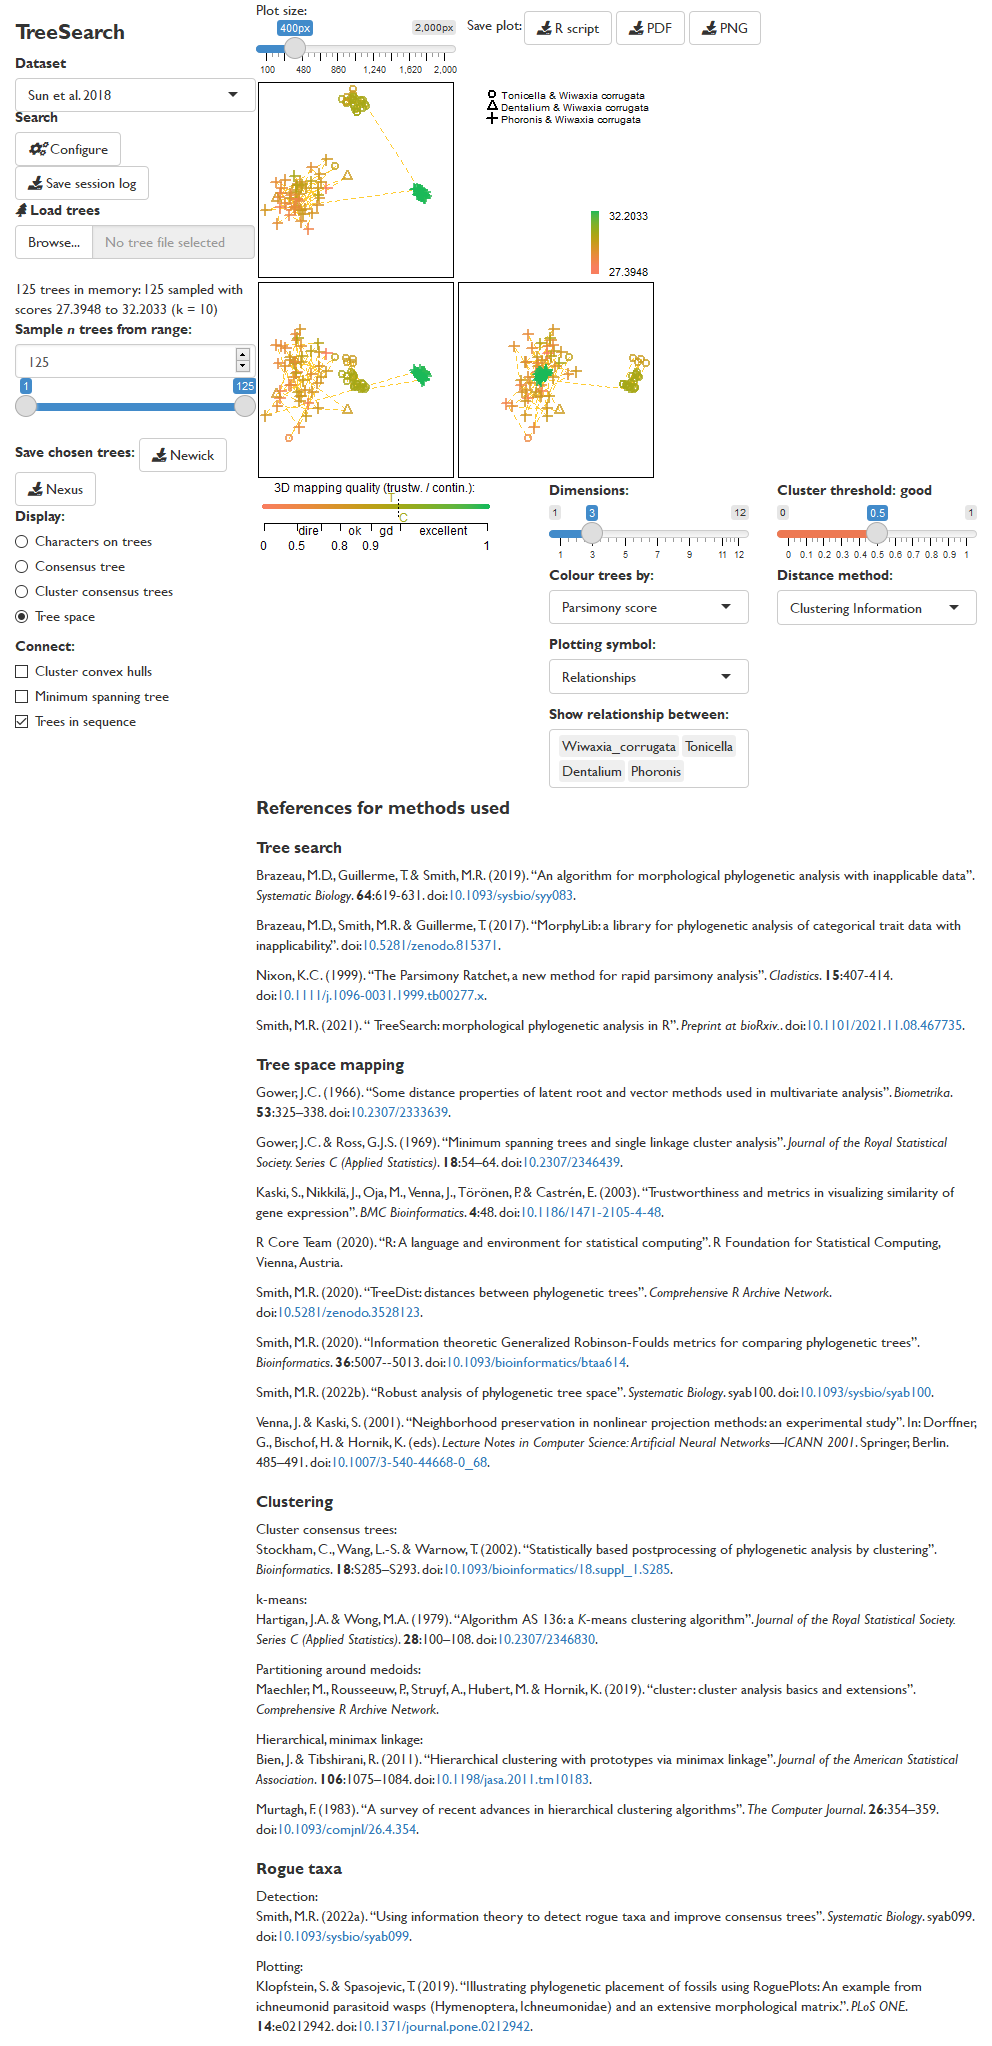 TreeSearch
Dataset
Sun et al. 2018
Search
Configure
Save session log
Load trees
Browse... No tree file selected
125 trees in memory: 125 sampled with
scores 27.3948 to 32.2033 (k = 10)
Sample n trees from range:
125
1 125
Save chosen trees: Newick
Nexus
Display:
Characters on trees
Consensus tree
Cluster consensus trees
Tree space
Connect:
Cluster convex hulls
Minimum spanning tree
Trees in sequence
Plot size:
400px 2,000px
100 480 860 1,240 1,620 2,000
Save plot: R script PDF PNG
Tonicella & Wiwaxia corrugata
Dentalium & Wiwaxia corrugata
Phoronis & Wiwaxia corrugata
32.2033
27.3948
3D mapping quality (trustw. / contin.):
T
C
dire ok gd excellent
0 0.5 0.8 0.9 1
Dimensions:
1 3 12
1 3 5 7 9 11 12
Colour trees by:
Parsimony score
Plotting symbol:
Relationships
Show relationship between:
Wiwaxia_corrugata Tonicella
Dentalium Phoronis
Cluster threshold: good
0 0.5 1
0 0.1 0.2 0.3 0.4 0.5 0.6 0.7 0.8 0.9 1
Distance method:
Clustering Information
References for methods used
Tree search
Brazeau, M.D., Guillerme, T. & Smith, M.R. (2019). “An algorithm for morphological phylogenetic analysis with inapplicable data”.
Systematic Biology. 64:619-631. doi:10.1093/sysbio/syy083.
Brazeau, M.D., Smith, M.R. & Guillerme, T. (2017). “MorphyLib: a library for phylogenetic analysis of categorical trait data with
inapplicability.”. doi:10.5281/zenodo.815371.
Nixon, K.C. (1999). “The Parsimony Ratchet, a new method for rapid parsimony analysis”. Cladistics. 15:407-414.
doi:10.1111/j.1096-0031.1999.tb00277.x.
Smith, M.R. (2021). “ TreeSearch: morphological phylogenetic analysis in R”. Preprint at bioRxiv.. doi:10.1101/2021.11.08.467735.
Tree space mapping
Gower, J.C. (1966). “Some distance properties of latent root and vector methods used in multivariate analysis”. Biometrika.
53:325–338. doi:10.2307/2333639.
Gower, J.C. & Ross, G.J.S. (1969). “Minimum spanning trees and single linkage cluster analysis”. Journal of the Royal Statistical
Society. Series C (Applied Statistics). 18:54–64. doi:10.2307/2346439.
Kaski, S., Nikkilä, J., Oja, M., Venna, J., Törönen, P. & Castrén, E. (2003). “Trustworthiness and metrics in visualizing similarity of
gene expression”. BMC Bioinformatics. 4:48. doi:10.1186/1471-2105-4-48.
R Core Team (2020). “R: A language and environment for statistical computing”. R Foundation for Statistical Computing,
Vienna, Austria.
Smith, M.R. (2020). “TreeDist: distances between phylogenetic trees”. Comprehensive R Archive Network.
doi:10.5281/zenodo.3528123.
Smith, M.R. (2020). “Information theoretic Generalized Robinson-Foulds metrics for comparing phylogenetic trees”.
Bioinformatics. 36:5007--5013. doi:10.1093/bioinformatics/btaa614.
Smith, M.R. (2022b). “Robust analysis of phylogenetic tree space”. Systematic Biology. syab100. doi:10.1093/sysbio/syab100.
Venna, J. & Kaski, S. (2001). “Neighborhood preservation in nonlinear projection methods: an experimental study”. In: Dorffner,
G., Bischof, H. & Hornik, K. (eds). Lecture Notes in Computer Science: Artificial Neural Networks—ICANN 2001. Springer, Berlin.
485–491. doi:10.1007/3-540-44668-0_68.
Clustering
Cluster consensus trees:
Stockham, C., Wang, L.-S. & Warnow, T. (2002). “Statistically based postprocessing of phylogenetic analysis by clustering”.
Bioinformatics. 18:S285–S293. doi:10.1093/bioinformatics/18.suppl_1.S285.
k-means:
Hartigan, J.A. & Wong, M.A. (1979). “Algorithm AS 136: a K-means clustering algorithm”. Journal of the Royal Statistical Society.
Series C (Applied Statistics). 28:100–108. doi:10.2307/2346830.
Partitioning around medoids:
Maechler, M., Rousseeuw, P., Struyf, A., Hubert, M. & Hornik, K. (2019). “cluster: cluster analysis basics and extensions”.
Comprehensive R Archive Network.
Hierarchical, minimax linkage:
Bien, J. & Tibshirani, R. (2011). “Hierarchical clustering with prototypes via minimax linkage”. Journal of the American Statistical
Association. 106:1075–1084. doi:10.1198/jasa.2011.tm10183.
Murtagh, F. (1983). “A survey of recent advances in hierarchical clustering algorithms”. The Computer Journal. 26:354–359.
doi:10.1093/comjnl/26.4.354.
Rogue taxa
Detection:
Smith, M.R. (2022a). “Using information theory to detect rogue taxa and improve consensus trees”. Systematic Biology. syab099.
doi:10.1093/sysbio/syab099.
Plotting:
Klopfstein, S. & Spasojevic, T. (2019). “Illustrating phylogenetic placement of fossils using RoguePlots: An example from
ichneumonid parasitoid wasps (Hymenoptera, Ichneumonidae) and an extensive morphological matrix.”. PLoS ONE.
14:e0212942. doi:10.1371/journal.pone.0212942.